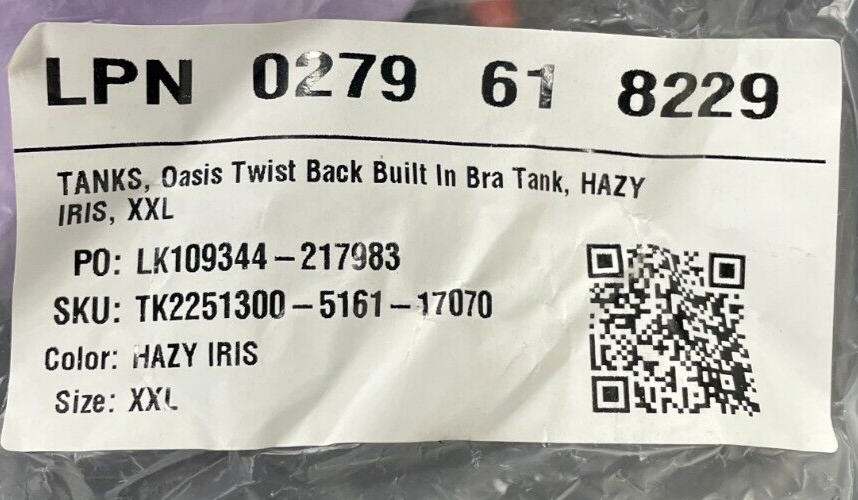 LPN 0279 61 8229
TANKS, Oasis Twist Back Built In Bra Tank, HAZY
IRIS, XXL
PO: LK109344-217983
SKU: TK2251300-5161-17070
Color: HAZY IRIS
Size: XXL